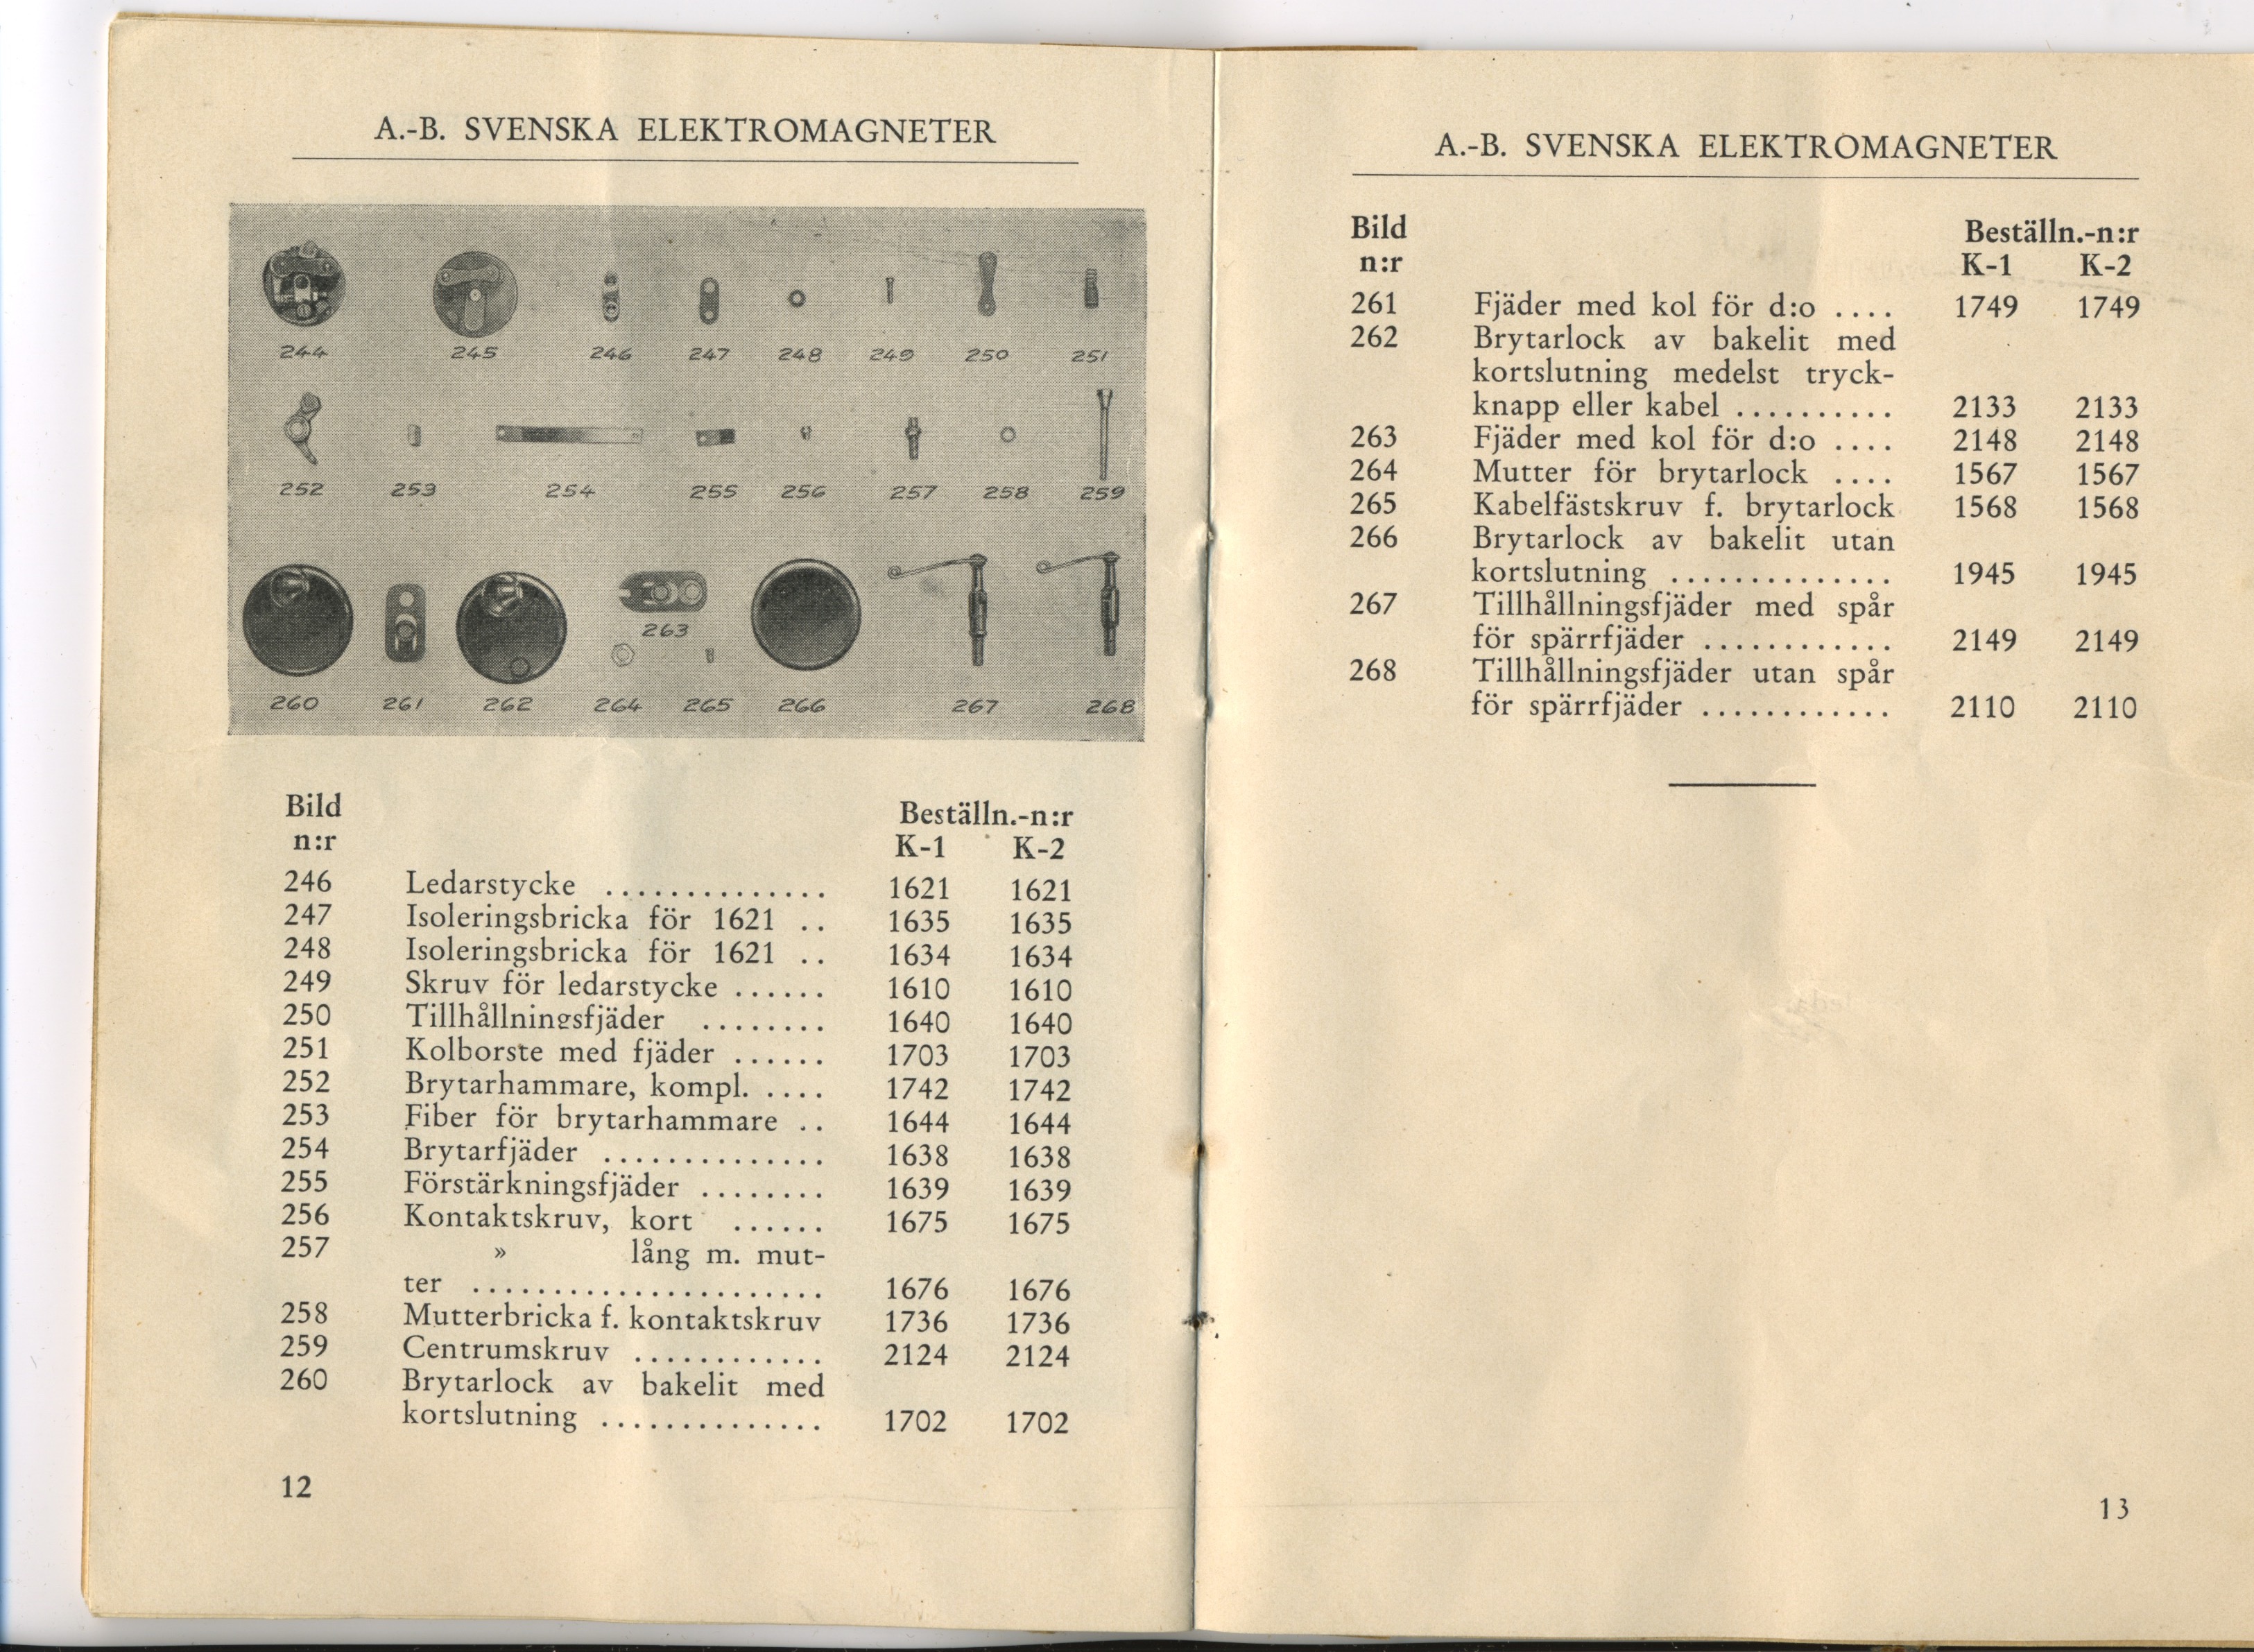 A.-B. SVENSKA ELEKTROMAGNETER
244 245 246 247 248 249 250 251
252 253 254 255 256 257 258 259
263
260 261 262 264 265 266 267 268
Bild Beställn.-n:r
n:r K-1 K-2
246 Ledarstycke .............. 1621 1621
247 Isoleringsbricka för 1621 .. 1635 1635
248 Isoleringsbricka för 1621 .. 1634 1634
249 Skruv för ledarstycke ...... 1610 1610
250 Tillhållningsfjäder ........ 1640 1640
251 Kolborste med fjäder ...... 1703 1703
252 Brytarhammare, kompl. .... 1742 1742
253 Fiber för brytarhammare .. 1644 1644
254 Brytarfjäder .............. 1638 1638
255 Förstärkningsfjäder ........ 1639 1639
256 Kontaktskruv, kort ...... 1675 1675
257 » lång m. mut-
ter ...................... 1676 1676
258 Mutterbricka f. kontaktskruv 1736 1736
259 Centrumskruv ............ 2124 2124
260 Brytarlock av bakelit med
kortslutning .............. 1702 1702
12
A.-B. SVENSKA ELEKTROMAGNETER
Bild Beställn.-n:r
n:r K-1 K-2
261 Fjäder med kol för d:o .... 1749 1749
262 Brytarlock av bakelit med
kortslutning medelst tryck-
knapp eller kabel .......... 2133 2133
263 Fjäder med kol för d:o .... 2148 2148
264 Mutter för brytarlock .... 1567 1567
265 Kabelfästskruv f. brytarlock 1568 1568
266 Brytarlock av bakelit utan
kortslutning .............. 1945 1945
267 Tillhållningsfjäder med spår
för spärrfjäder ............ 2149 2149
268 Tillhållningsfjäder utan spår
för spärrfjäder ............ 2110 2110
13